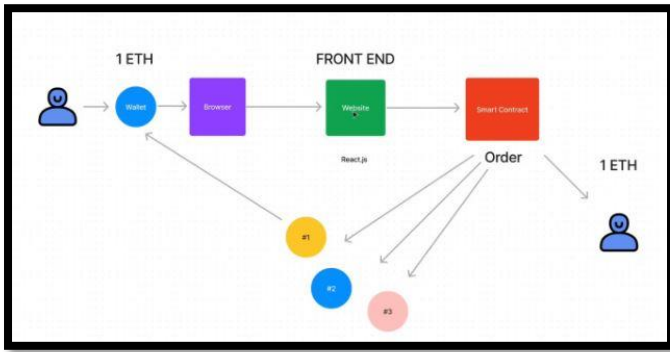 1 ETH
FRONT END
Wallet
Browser
Website
Smart Contract
React.js
Order
1 ETH
#1
#2
#3